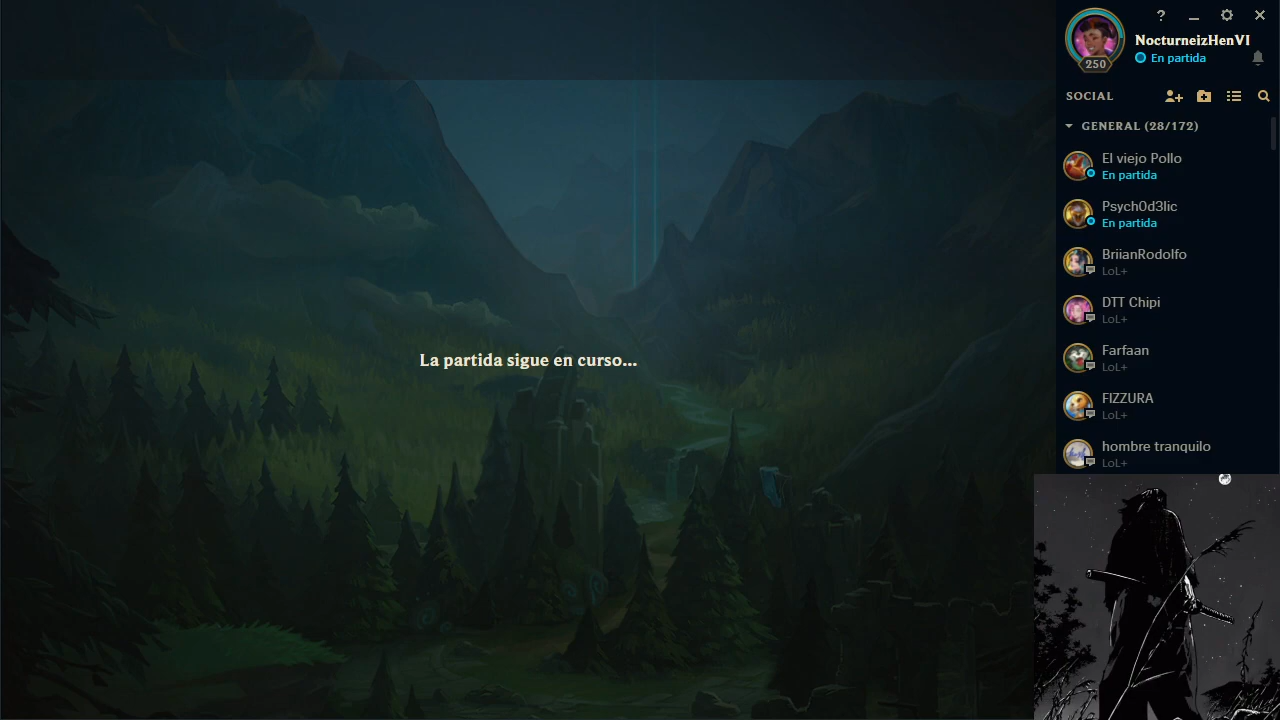 NocturneizHenVI
En partida
250
SOCIAL
GENERAL (28/172)
El viejo Pollo
En partida
Psych0d3lic
En partida
BriianRodolfo
LoL+
DTT Chipi
LoL+
Farfaan
LoL+
FIZZURA
LoL+
hombre tranquilo
LoL+
La partida sigue en curso...